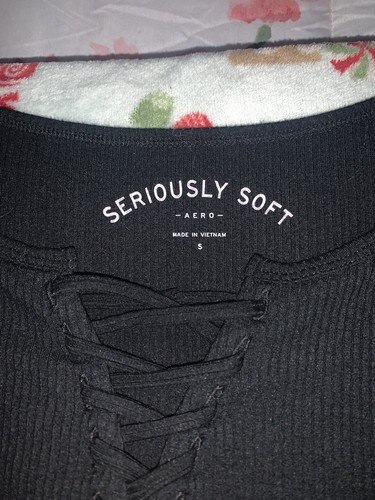 SERIOUSLY SOFT
– AERO –
MADE IN VIETNAM
S